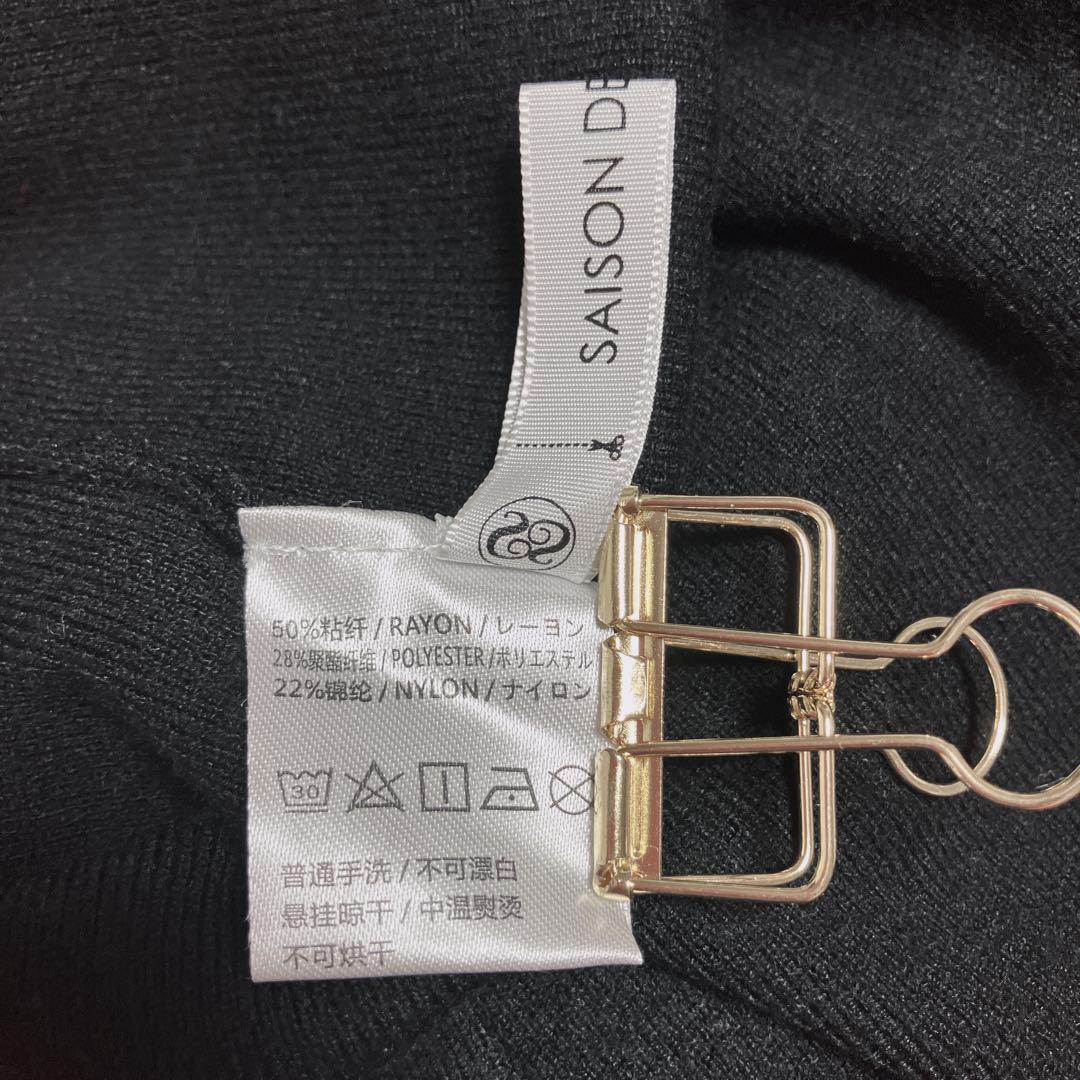 SAISON DE
50%粘纤 / RAYON / レーヨン
28%聚酯纤维 / POLYESTER /ポリエステル
22%锦纶 / NYLON / ナイロン
30
普通手洗 / 不可漂白
悬挂晾干 / 中温熨烫
不可烘干